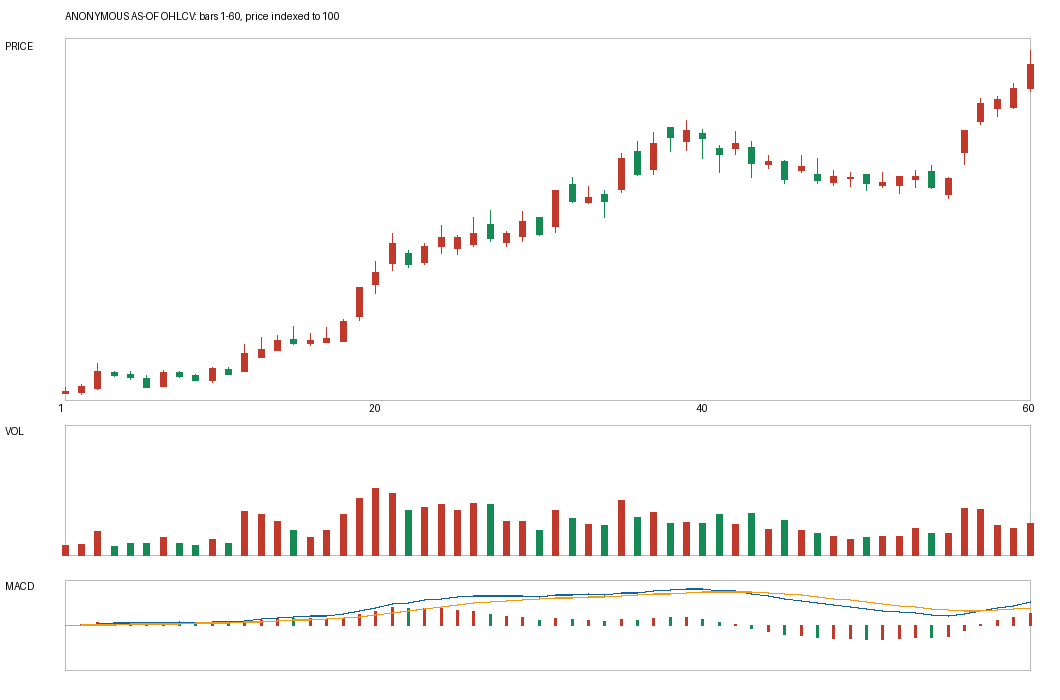 ANONYMOUS AS-OF OHLCV: bars 1-60, price indexed to 100
PRICE
1 20 40 60
VOL
MACD